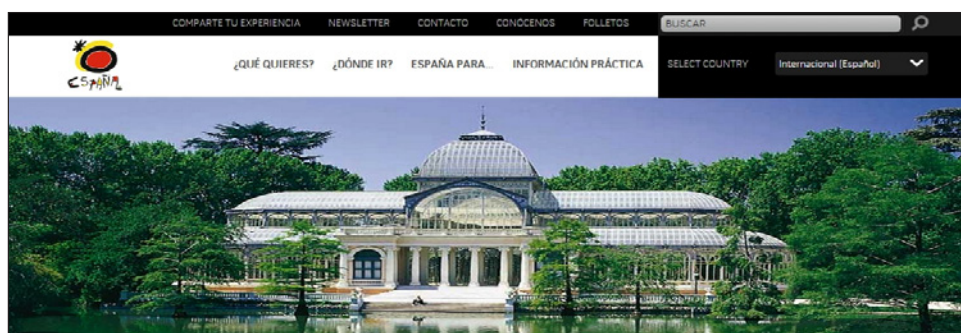 COMPARTE TU EXPERIENCIA NEWSLETTER CONTACTO CONÓCENOS FOLLETOS BUSCAR
ESPAÑA
¿QUÉ QUIERES? ¿DÓNDE IR? ESPAÑA PARA... INFORMACIÓN PRÁCTICA SELECT COUNTRY Internacional (Español)